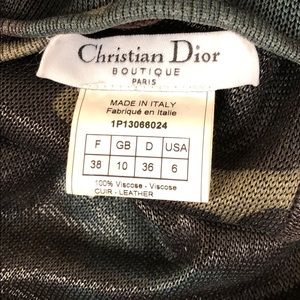 Christian Dior
BOUTIQUE
PARIS
MADE IN ITALY
Fabriqué en Italie
1P13066024
F GB D USA
38 10 36 6
100% Viscose - Viscose
CUIR - LEATHER